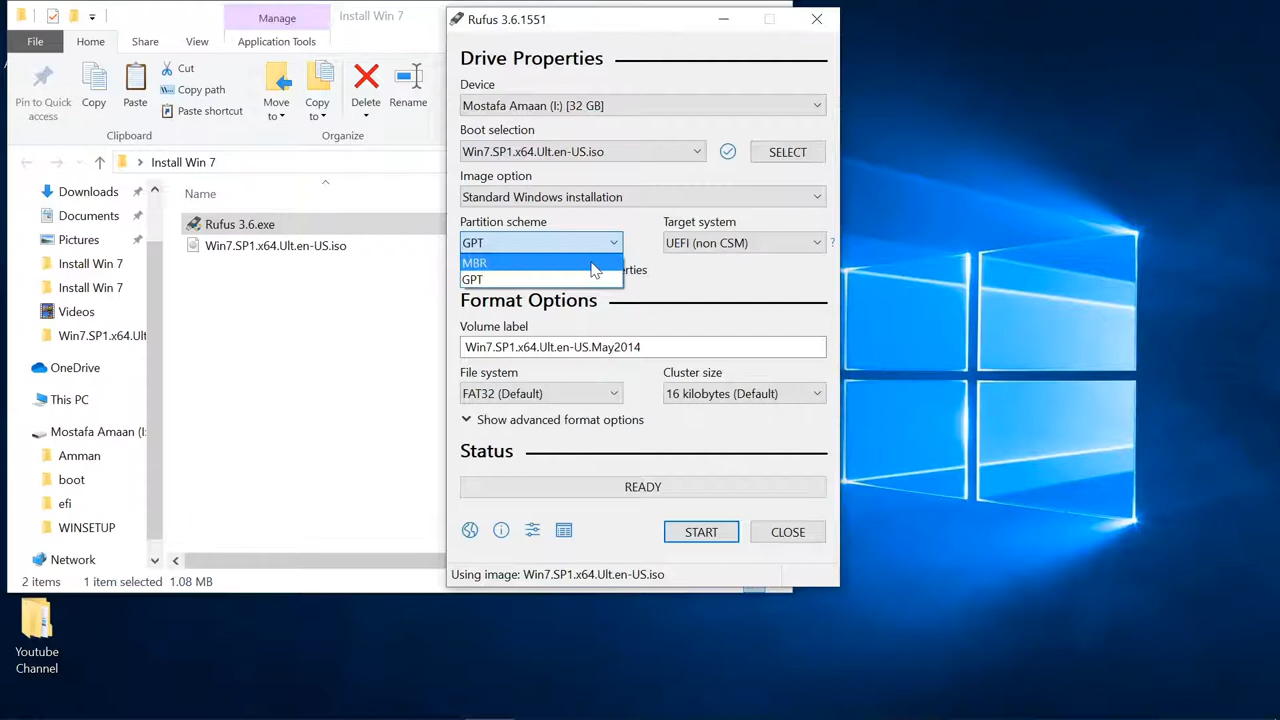 Manage
Install Win 7
File
Home
Share
View
Application Tools
Pin to Quick
access
Copy
Paste
Cut
Copy path
Paste shortcut
Move
to
Copy
to
Delete
Rename
Clipboard
Organize
Install Win 7
Downloads
Documents
Pictures
Install Win 7
Install Win 7
Videos
Win7.SP1.x64.Ult
OneDrive
This PC
Mostafa Amaan (I:
Amman
boot
efi
WINSETUP
Network
Name
Rufus 3.6.exe
Win7.SP1.x64.Ult.en-US.iso
2 items
1 item selected
1.08 MB
Rufus 3.6.1551
Drive Properties
Device
Mostafa Amaan (I:) [32 GB]
Boot selection
Win7.SP1.x64.Ult.en-US.iso
SELECT
Image option
Standard Windows installation
Partition scheme
Target system
GPT
UEFI (non CSM)
?
MBR
GPT
erties
Format Options
Volume label
Win7.SP1.x64.Ult.en-US.May2014
File system
Cluster size
FAT32 (Default)
16 kilobytes (Default)
Show advanced format options
Status
READY
START
CLOSE
Using image: Win7.SP1.x64.Ult.en-US.iso
Youtube
Channel